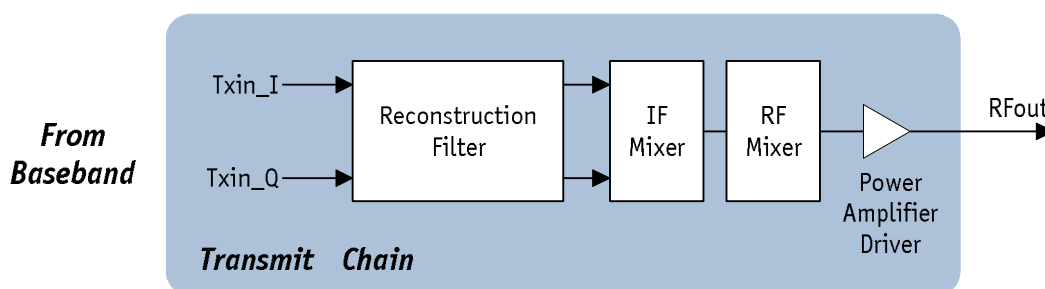 From
Baseband
Txin_I
Txin_Q
Reconstruction
Filter
IF
Mixer
RF
Mixer
Power
Amplifier
Driver
RFout
Transmit Chain